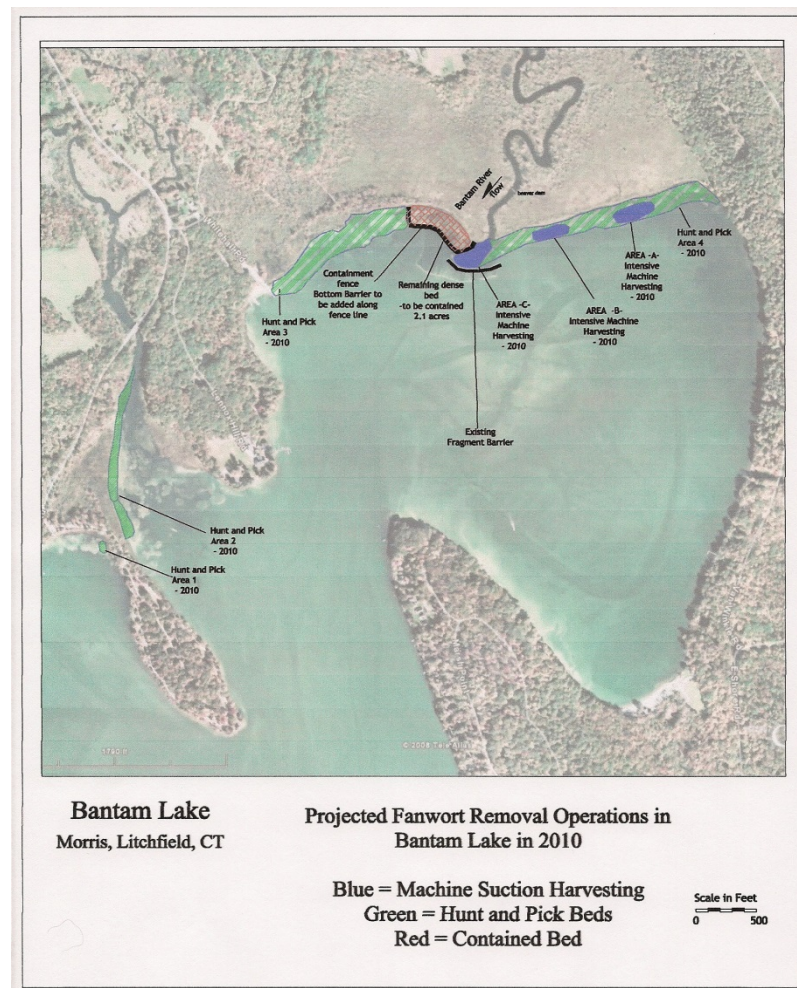 Bantam River
flow
beaver dam
Containment
fence
Bottom Barrier to
be added along
fence line
Remaining dense
bed
-to be contained
2.1 acres
Hunt and Pick
Area 3
- 2010
AREA -C-
Intensive
Machine
Harvesting
- 2010
AREA -B-
Intensive Machine
Harvesting
- 2010
AREA -A-
Intensive
Machine
Harvesting
- 2010
Hunt and Pick
Area 4
- 2010
Existing
Fragment Barrier
Hunt and Pick
Area 2
- 2010
Hunt and Pick
Area 1
- 2010
Bantam Lake
Morris, Litchfield, CT
Projected Fanwort Removal Operations in
Bantam Lake in 2010
Blue = Machine Suction Harvesting
Green = Hunt and Pick Beds
Red = Contained Bed
Scale in Feet
0 500